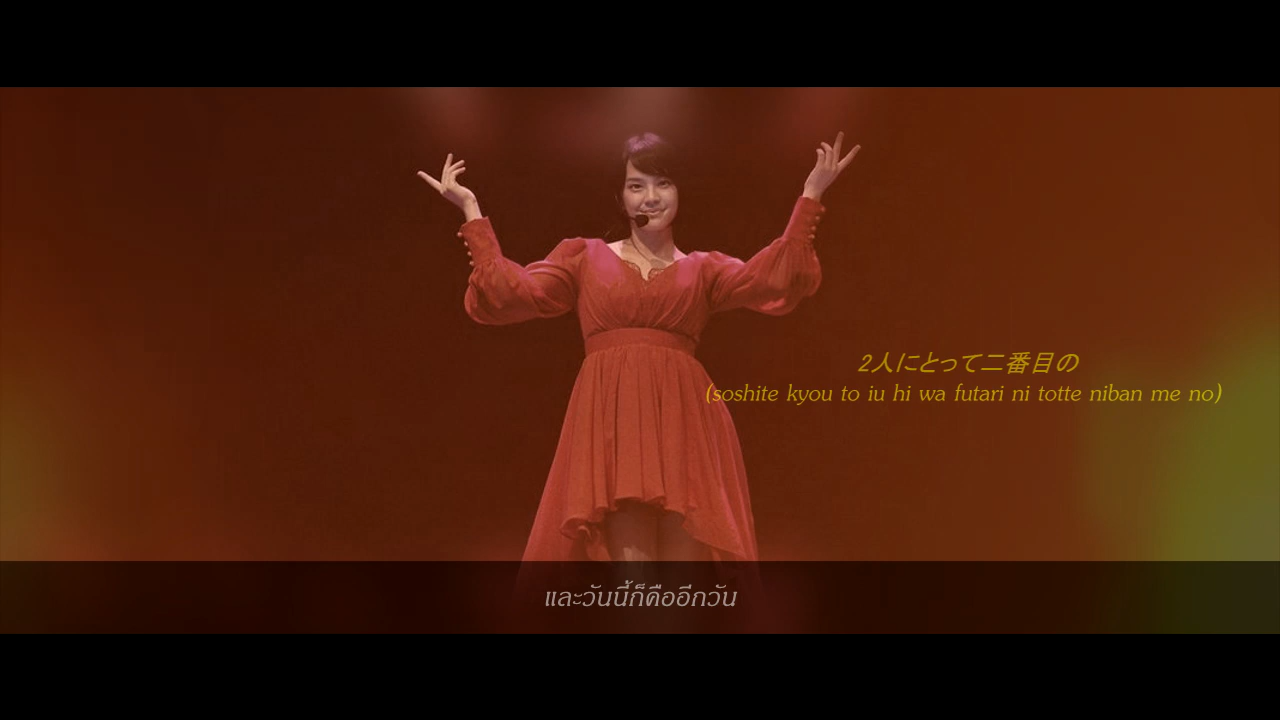 2人にとって二番目の
(soshite kyou to iu hi wa futari ni totte niban me no)
และวันนี้ก็คืออีกวัน